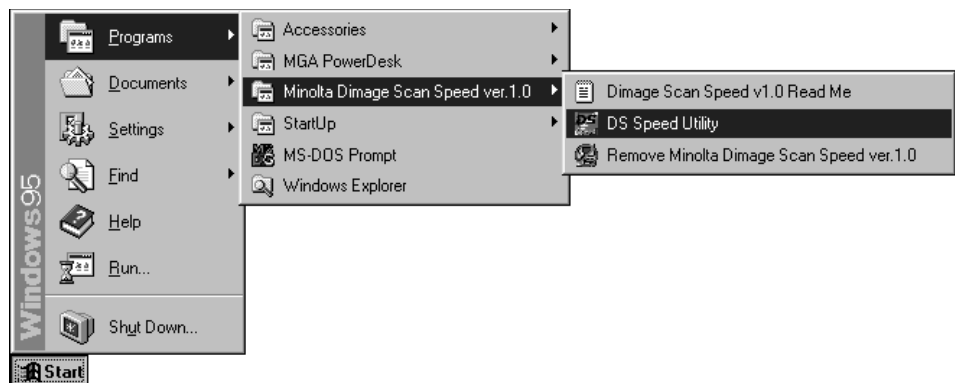 Windows95
Programs
Documents
Settings
Find
Help
Run...
Shut Down...
Start
Accessories
MGA PowerDesk
Minolta Dimage Scan Speed ver.1.0
StartUp
MS-DOS Prompt
Windows Explorer
Dimage Scan Speed v1.0 Read Me
DS Speed Utility
Remove Minolta Dimage Scan Speed ver.1.0